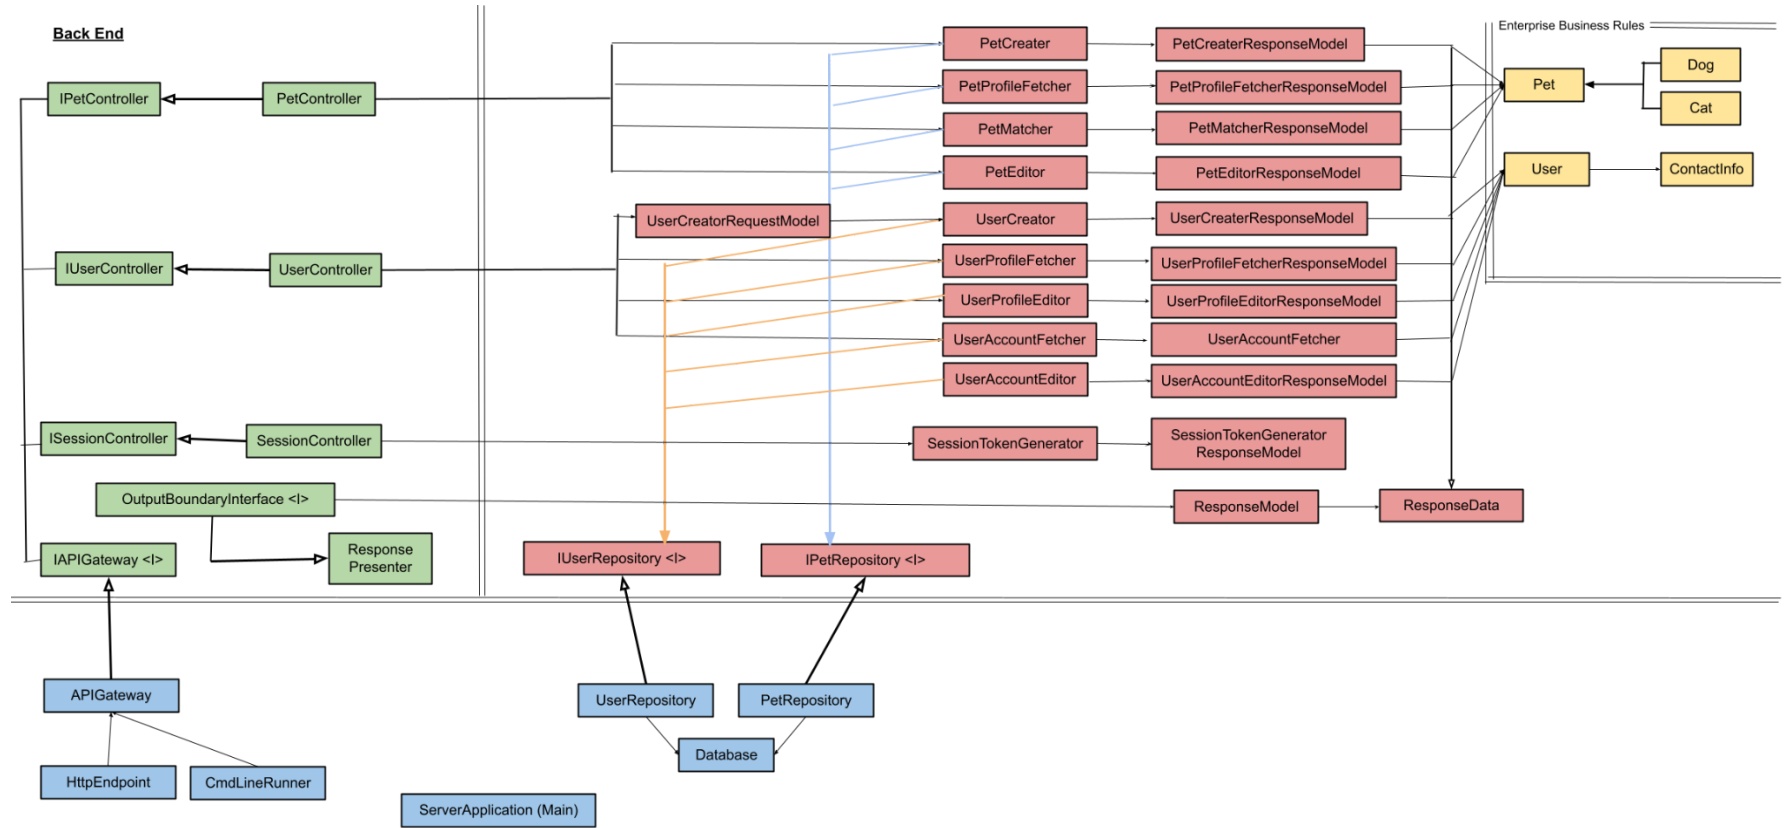 Back End
Enterprise Business Rules
PetCreater
PetCreaterResponseModel
Dog
IPetController
PetController
PetProfileFetcher
PetProfileFetcherResponseModel
Pet
Cat
PetMatcher
PetMatcherResponseModel
PetEditor
PetEditorResponseModel
User
ContactInfo
UserCreatorRequestModel
UserCreator
UserCreaterResponseModel
IUserController
UserController
UserProfileFetcher
UserProfileFetcherResponseModel
UserProfileEditor
UserProfileEditorResponseModel
UserAccountFetcher
UserAccountFetcher
UserAccountEditor
UserAccountEditorResponseModel
ISessionController
SessionController
SessionTokenGenerator
SessionTokenGenerator
ResponseModel
OutputBoundaryInterface <I>
ResponseModel
ResponseData
IAPIGateway <I>
Response
Presenter
IUserRepository <I>
IPetRepository <I>
APIGateway
UserRepository
PetRepository
Database
HttpEndpoint
CmdLineRunner
ServerApplication (Main)